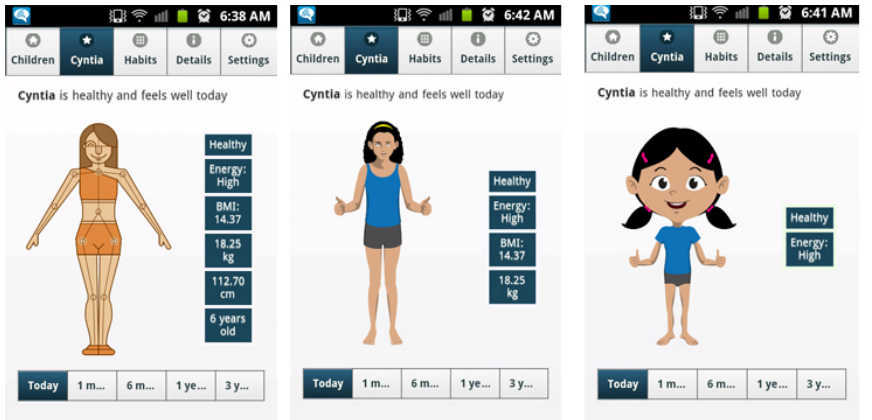 6:38 AM
Children Cyntia Habits Details Settings
Cyntia is healthy and feels well today
Healthy
Energy:
High
BMI:
14.37
18.25
kg
112.70
cm
6 years
old
Today 1 m... 6 m... 1 ye... 3 y...
6:42 AM
Children Cyntia Habits Details Settings
Cyntia is healthy and feels well today
Healthy
Energy:
High
BMI:
14.37
18.25
kg
Today 1 m... 6 m... 1 ye... 3 y...
6:41 AM
Children Cyntia Habits Details Settings
Cyntia is healthy and feels well today
Healthy
Energy:
High
Today 1 m... 6 m... 1 ye... 3 y...